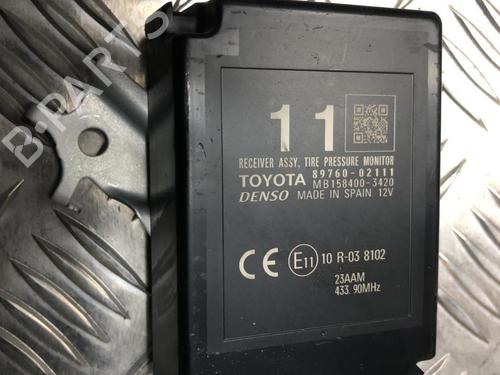 11
RECEIVER ASSY, TIRE PRESSURE MONITOR
TOYOTA 89760-02111
MB158400-3420
DENSO MADE IN SPAIN 12V
CE E11 10 R-03 8102
23AAM
433.90MHz
B-PARTS